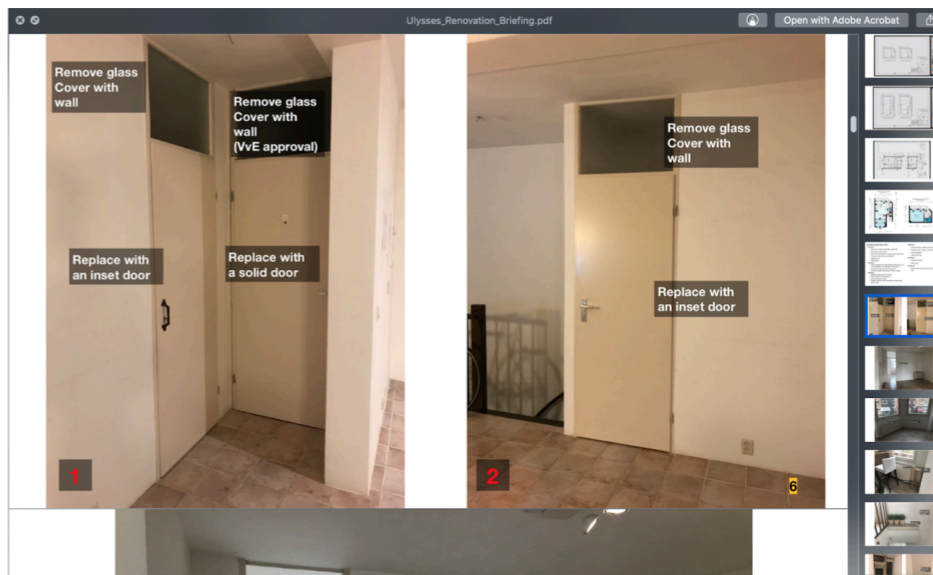 Ulysses_Renovation_Briefing.pdf
Open with Adobe Acrobat
Remove glass
Cover with
wall
Remove glass
Cover with
wall
(VvE approval)
Replace with
an inset door
Replace with
a solid door
1
Remove glass
Cover with
wall
Replace with
an inset door
2
6